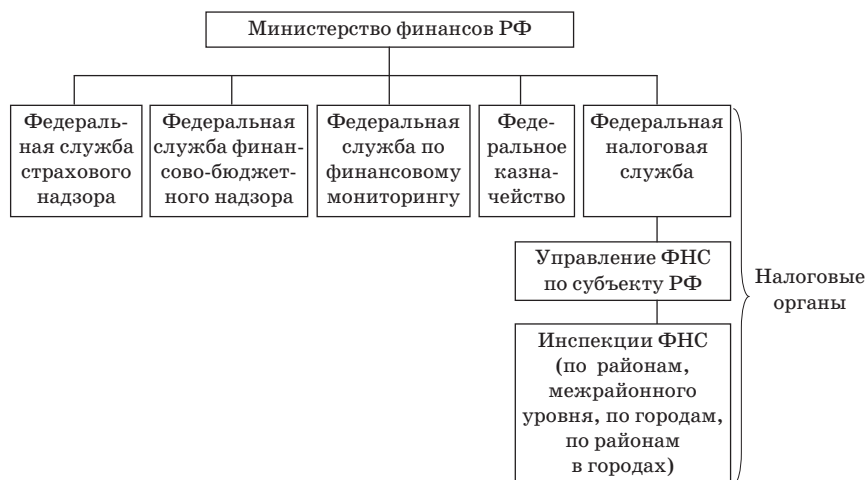 Министерство финансов РФ
Федераль-
ная служба
страхового
надзора
Федеральная
служба финан-
сово-бюджет-
ного надзора
Федеральная
служба по
финансовому
мониторингу
Феде-
ральное
казна-
чейство
Федеральная
налоговая
служба
Управление ФНС
по субъекту РФ
Налоговые
органы
Инспекции ФНС
(по районам,
межрайонного
уровня, по городам,
по районам
в городах)